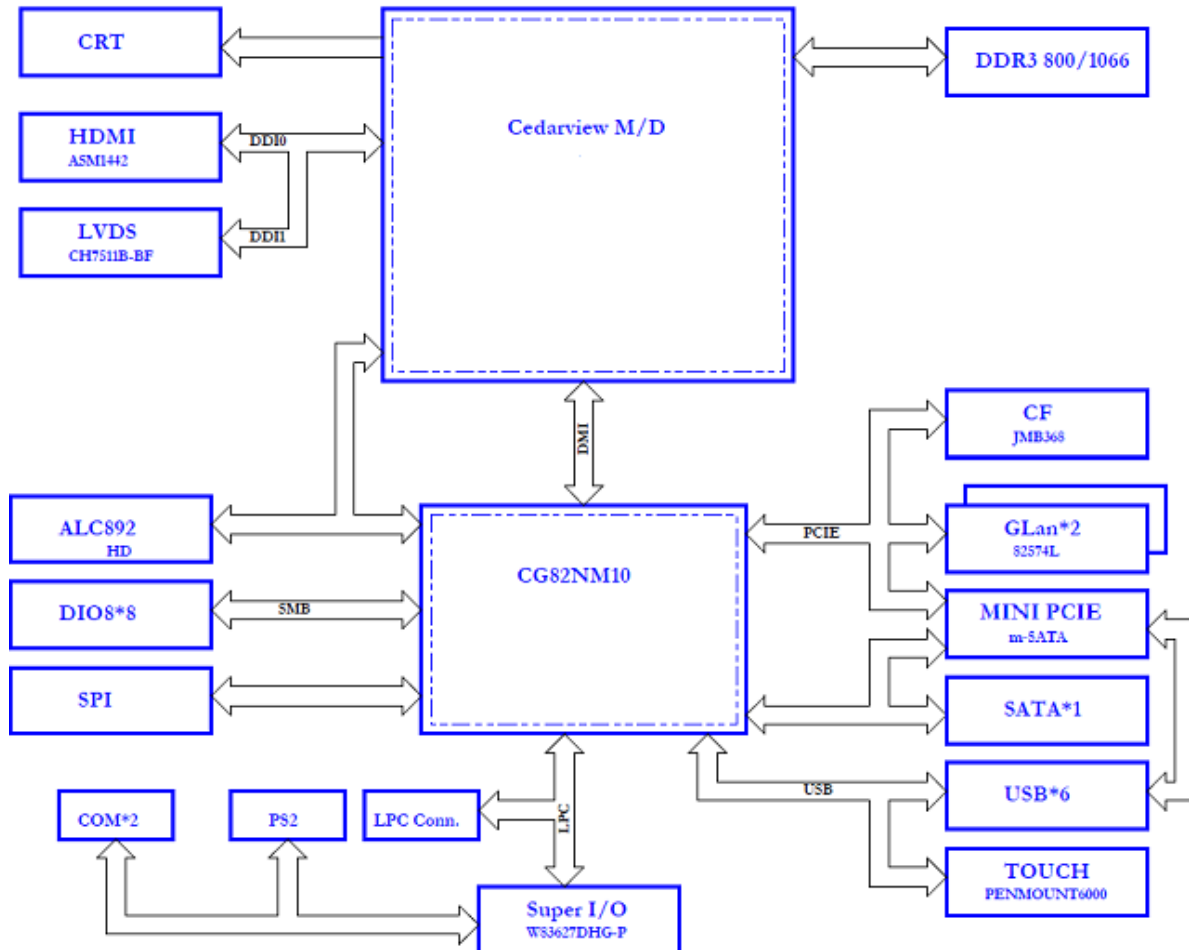 CRT
Cedarview M/D
DDR3 800/1066
HDMI
ASM1442
DDI0
LVDS
CH7511B-BF
DDI1
DMI
CF
JMB368
ALC892
HD
CG82NM10
PCIE
GLan*2
82574L
DIO8*8
SMB
MINI PCIE
m-SATA
SPI
SATA*1
COM*2
PS2
LPC Conn.
LPC
USB
USB*6
Super I/O
W83627DHG-P
TOUCH
PENMOUNT6000